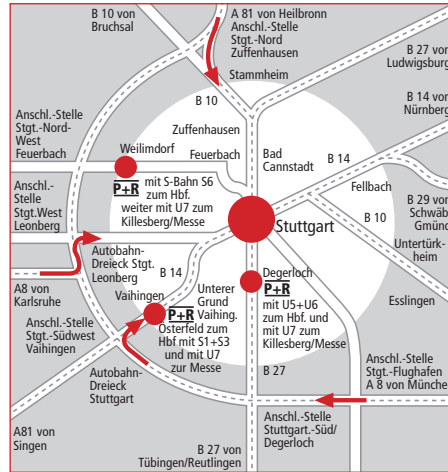 B 10 von
Bruchsal
A 81 von Heilbronn
Anschl.-Stelle
Stgt.-Nord
Zuffenhausen
Stammheim
B 27 von
Ludwigsburg
B 14 von
Nürnberg
B 10
Anschl.-Stelle
Stgt.-Nord-
West
Feuerbach
Zuffenhausen
Weilimdorf
Feuerbach
Bad
Cannstadt
B 14
Fellbach
B 29 von
Schwäb
Gmünd
B 10
Untertürk-
heim
Esslingen
Anschl.-
Stelle
Stgt.West
Leonberg
P+R mit S-Bahn S6
zum Hbf.
weiter mit U7 zum
Killesberg/Messe
Stuttgart
Autobahn-
Dreieck Stgt.
Leonberg
B 14
A8 von
Karlsruhe
Vaihingen
Unterer
Grund
Vaihing.
P+R
Österfeld zum
Hbf mit S1+S3
und mit U7
zur Messe
Degerloch
P+R
mit U5+U6
zum Hbf. und
mit U7 zum
Killesberg/Messe
Anschl.-Stelle
Stgt.-Südwest
Vaihingen
Autobahn-
Dreieck
Stuttgart
B 27
Anschl.-Stelle
Stgt.-Flughafen
A 8 von Münche
Anschl.-Stelle
Stuttgart.-Süd/
Degerloch
A81 von
Singen
B 27 von
Tübingen/Reutlingen